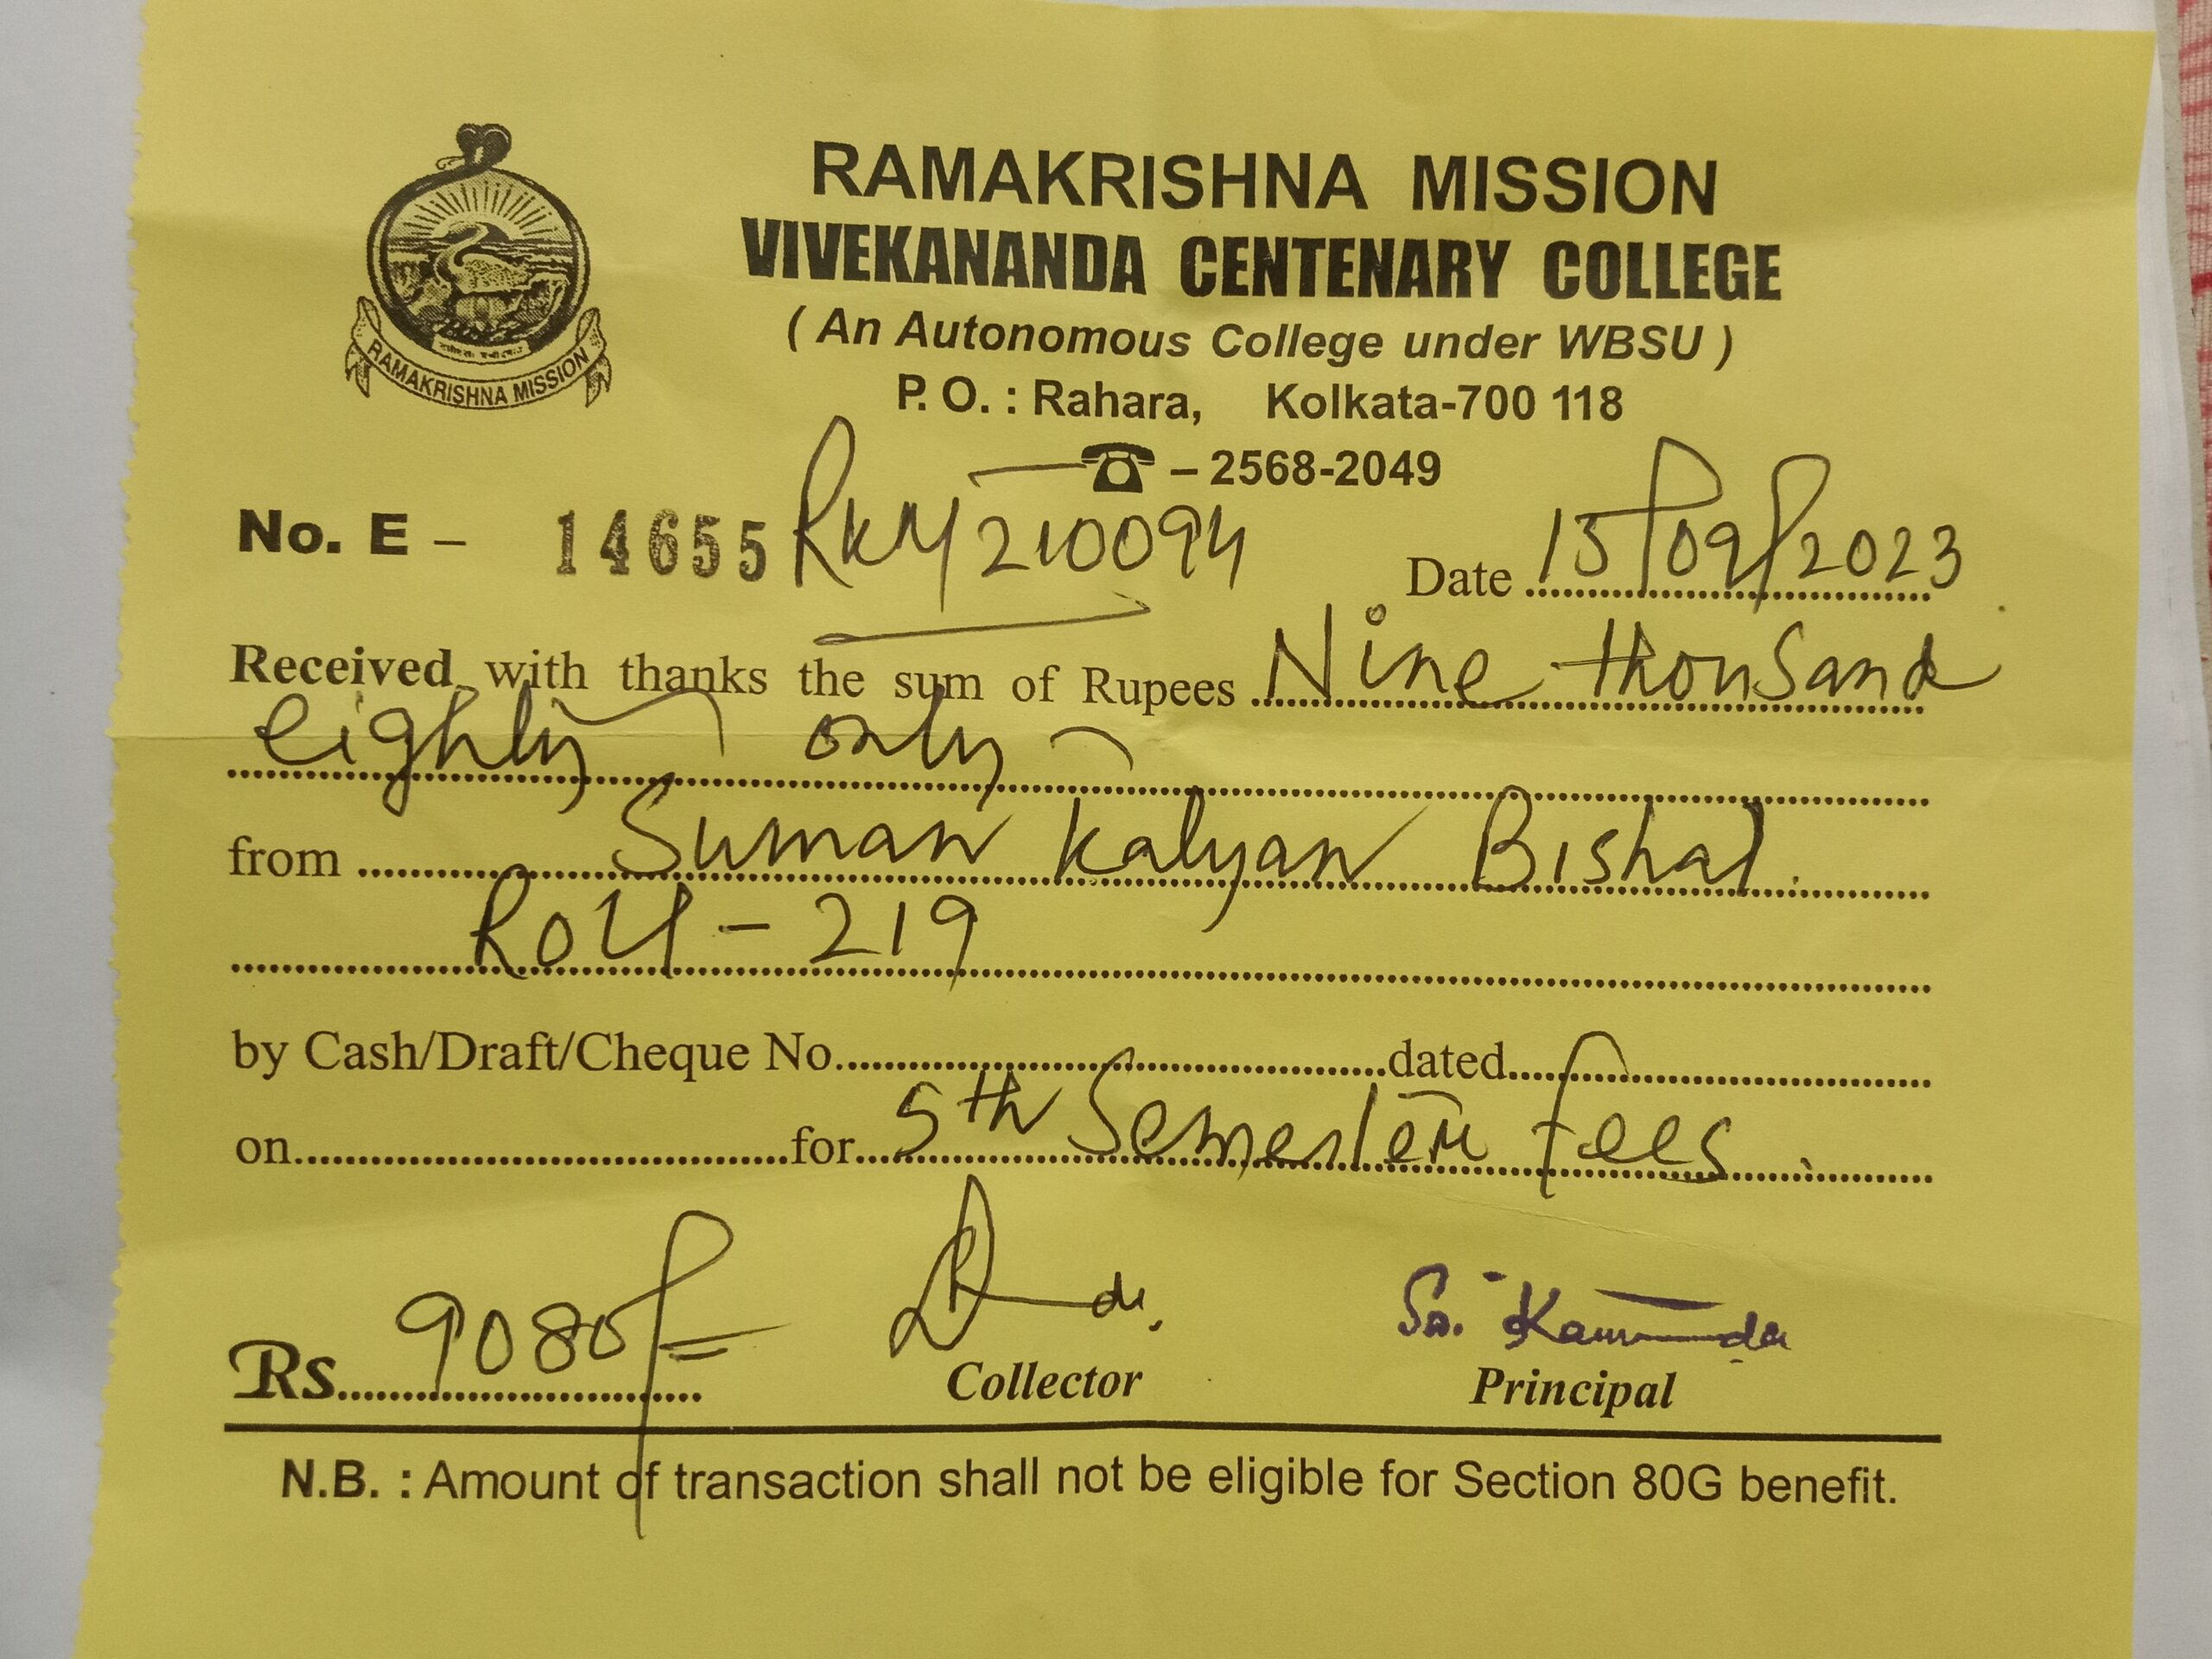 RAMAKRISHNA MISSION
VIVEKANANDA CENTENARY COLLEGE
( An Autonomous College under WBSU )
P. O. : Rahara, Kolkata-700 118
– 2568-2049
RAMAKRISHNA MISSION
No. E – 14655 RKM/210094
Date 15/09/2023
Received with thanks the sum of Rupees Nine thousand
eighty only
from Suman Kalyan Bishal.
Roll - 219
by Cash/Draft/Cheque No. dated
on for 5th Semester fees.
Rs. 9080/=
Collector Principal
N.B. : Amount of transaction shall not be eligible for Section 80G benefit.